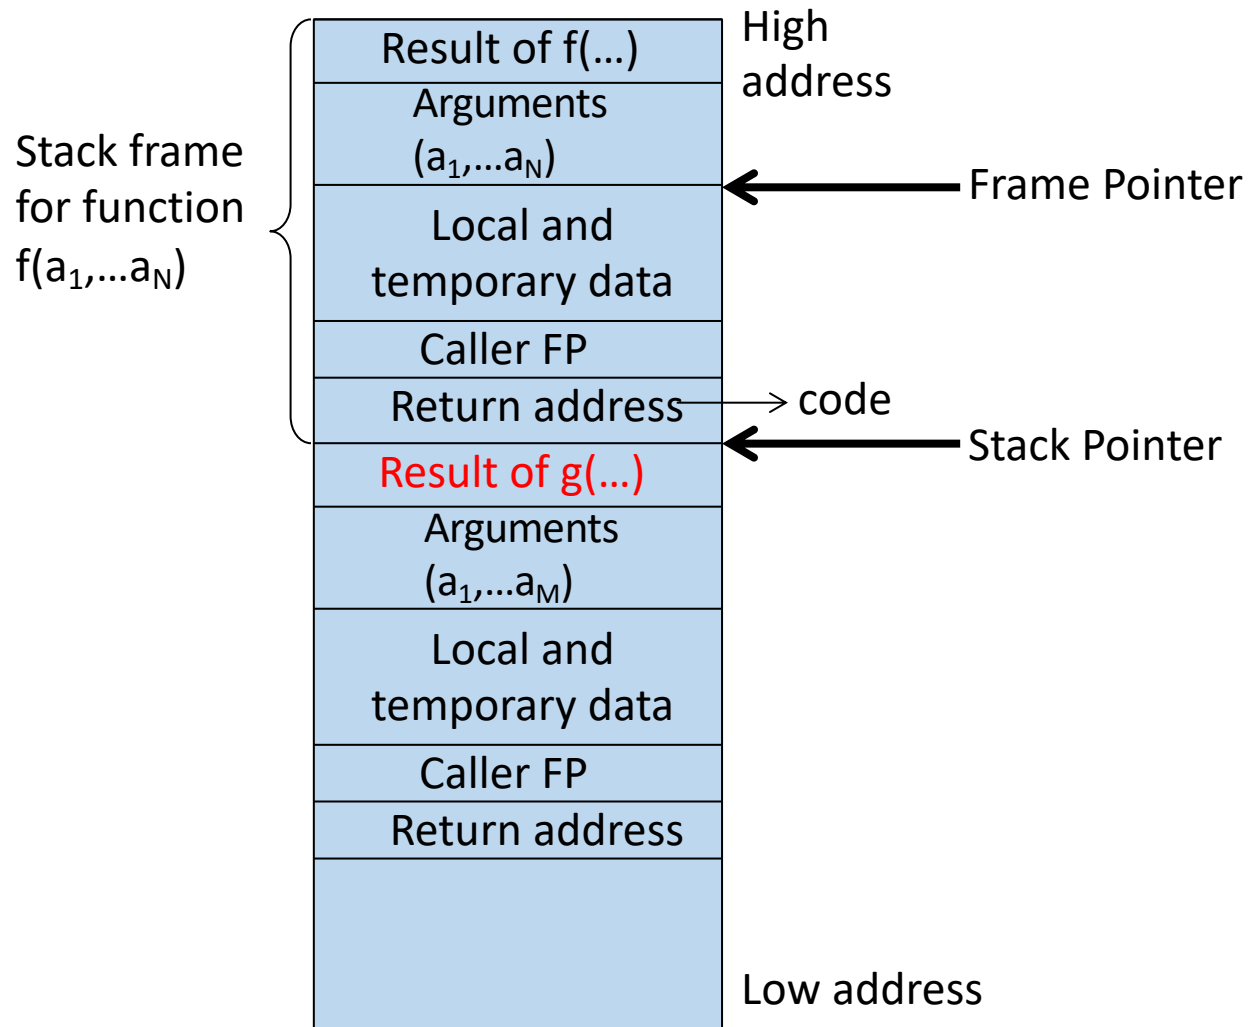 High
address
Result of f(…)
Arguments
(a₁,…aN)
Stack frame
for function
f(a₁,…aN)
Frame Pointer
Local and
temporary data
Caller FP
Return address
code
Stack Pointer
Result of g(…)
Arguments
(a₁,…aM)
Local and
temporary data
Caller FP
Return address
Low address